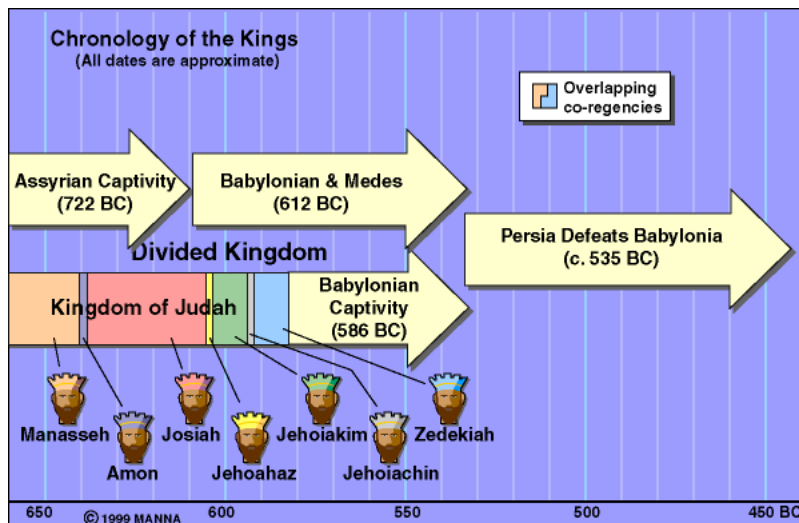 Chronology of the Kings
(All dates are approximate)
Overlapping
co-regencies
Assyrian Captivity
(722 BC)
Babylonian & Medes
(612 BC)
Persia Defeats Babylonia
(c. 535 BC)
Divided Kingdom
Kingdom of Judah
Babylonian
Captivity
(586 BC)
Manasseh
Amon
Josiah
Jehoahaz
Jehoiakim
Jehoiachin
Zedekiah
650
600
550
500
450 BC
© 1999 MANNA